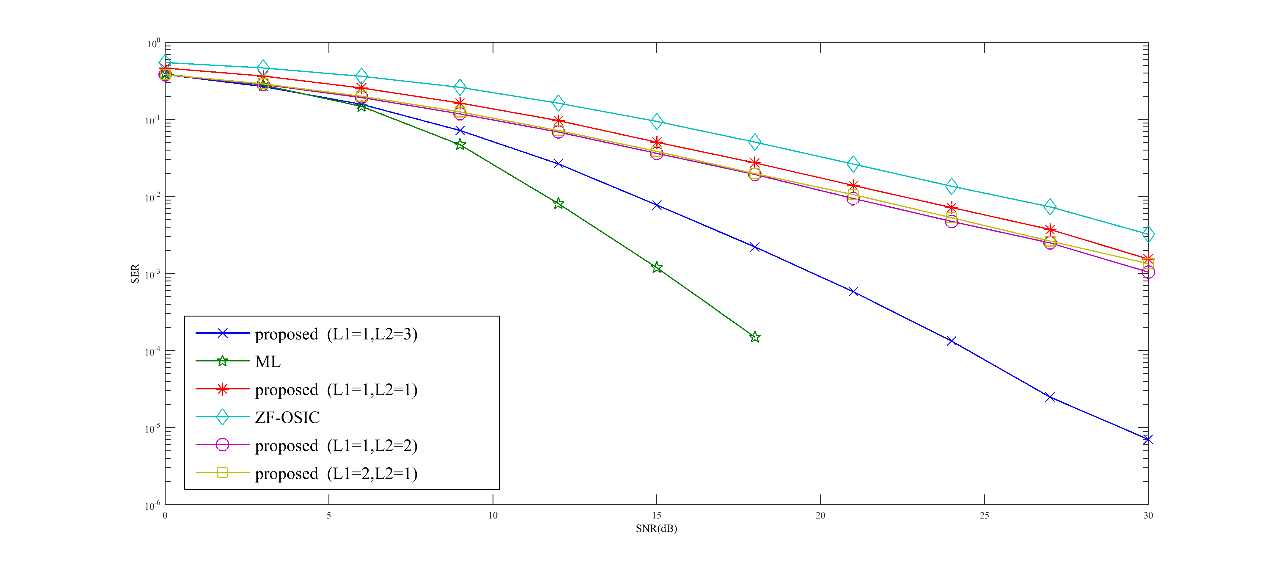 10^0
10^-1
10^-2
10^-3
10^-4
10^-5
10^-6
SER
proposed (L1=1,L2=3)
ML
proposed (L1=1,L2=1)
ZF-OSIC
proposed (L1=1,L2=2)
proposed (L1=2,L2=1)
0 5 10 15 20 25 30
SNR(dB)